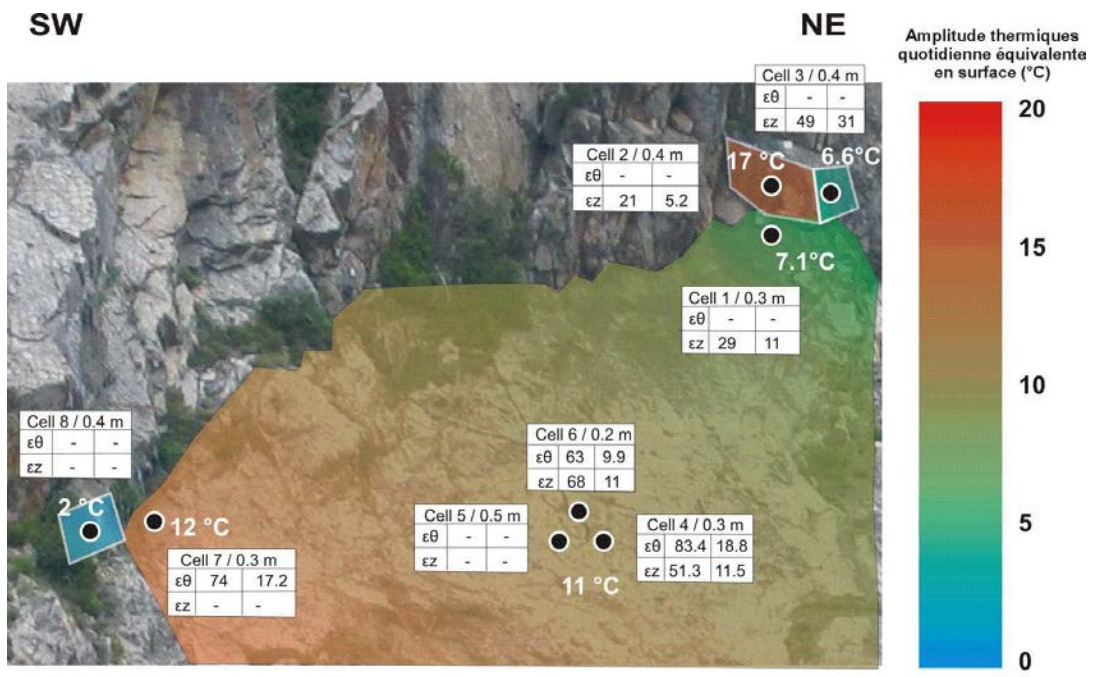 SW
NE
Amplitude thermiques
quotidienne équivalente
en surface (°C)
Cell 3 / 0.4 m
εθ - -
εz 49 31
Cell 2 / 0.4 m
εθ - -
εz 21 5.2
17 °C
6.6°C
7.1°C
Cell 1 / 0.3 m
εθ - -
εz 29 11
Cell 8 / 0.4 m
εθ - -
εz - -
2 °C
12 °C
Cell 7 / 0.3 m
εθ 74 17.2
εz - -
Cell 6 / 0.2 m
εθ 63 9.9
εz 68 11
Cell 5 / 0.5 m
εθ - -
εz - -
Cell 4 / 0.3 m
εθ 83.4 18.8
εz 51.3 11.5
11 °C
20
15
10
5
0